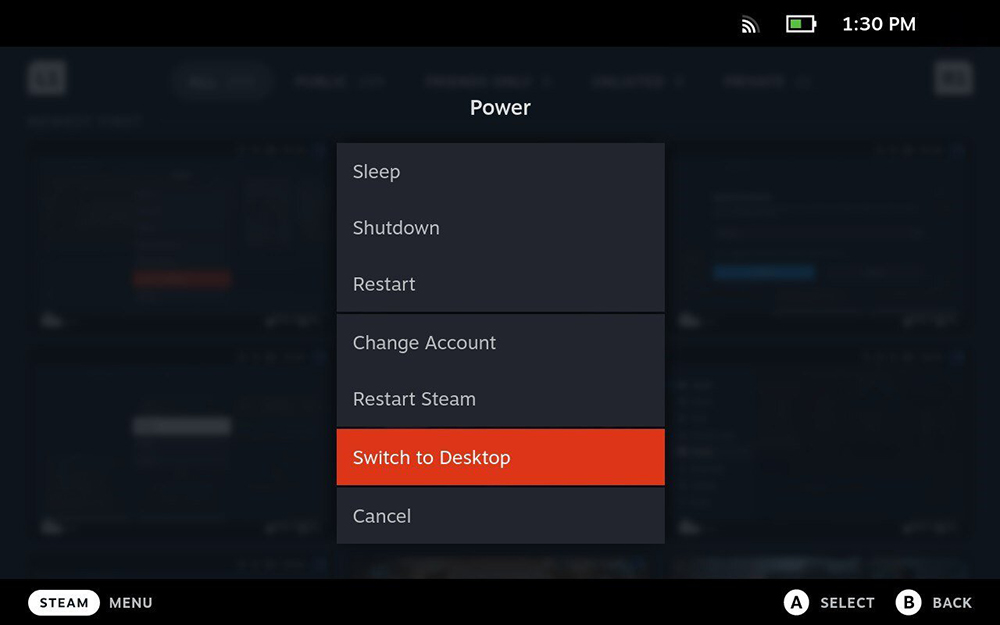 1:30 PM
Power
Sleep
Shutdown
Restart
Change Account
Restart Steam
Switch to Desktop
Cancel
STEAM MENU
A SELECT B BACK